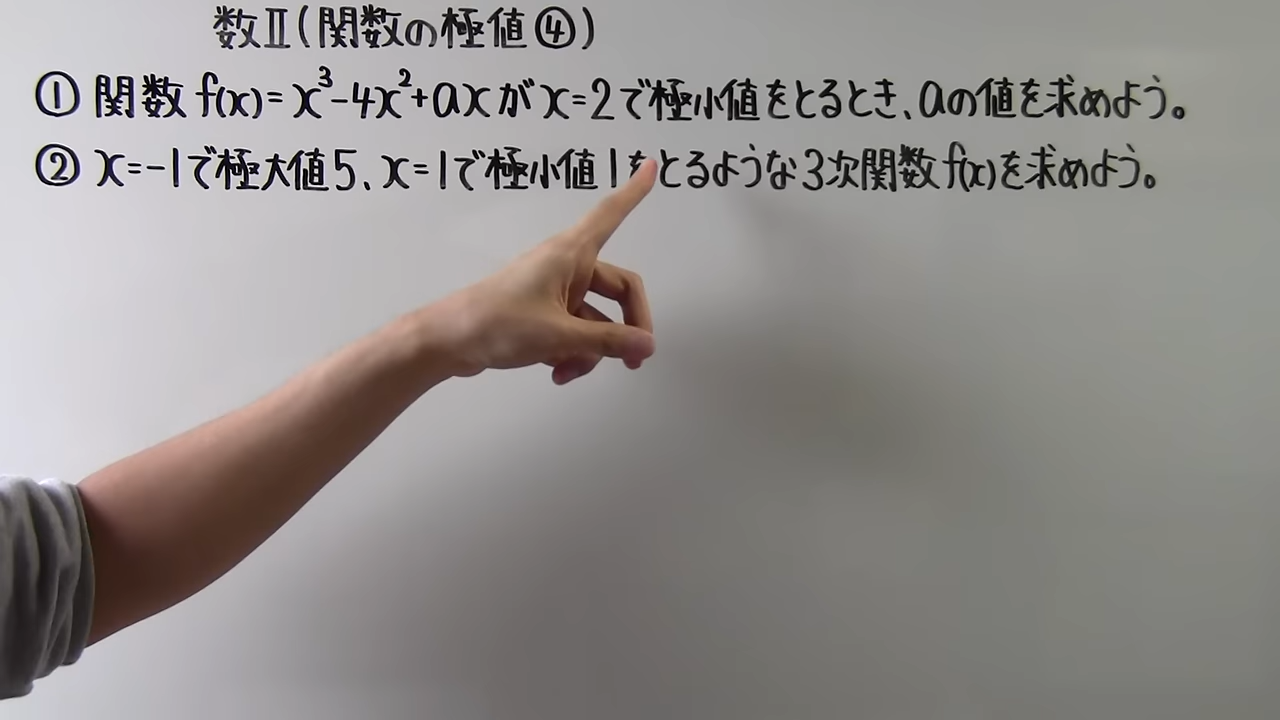 数Ⅱ(関数の極値④)
① 関数 f(x)=x³-4x²+ax が x=2で極小値をとるとき、aの値を求めよう。
② x=-1で極大値5、x=1で極小値1をとるような3次関数f(x)を求めよう。